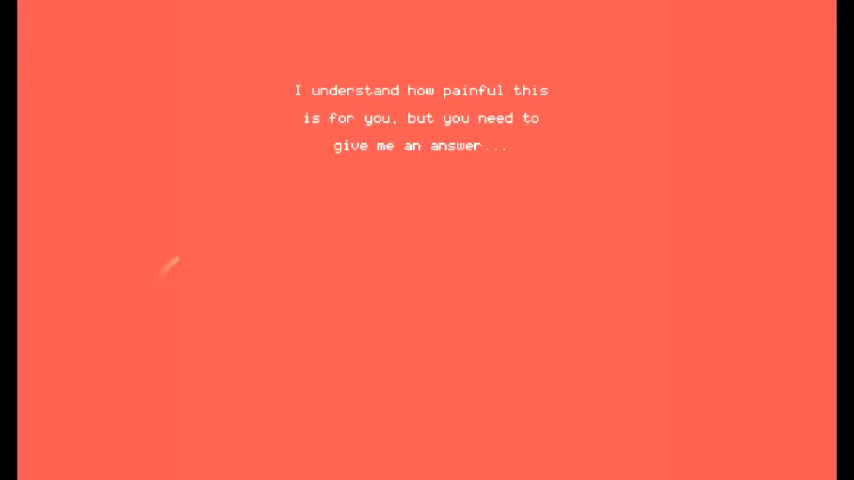 I understand how painful this
is for you, but you need to
give me an answer...